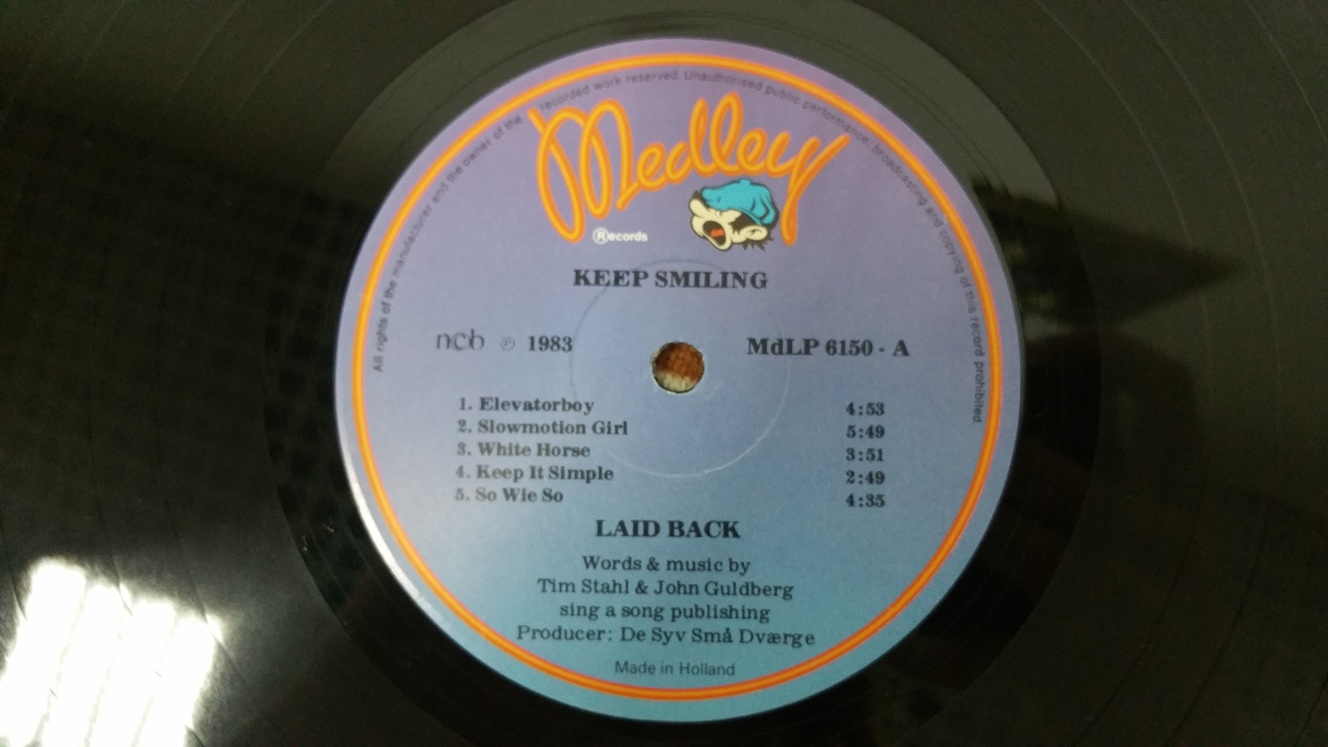 All rights of the manufacturer and the owner of the recorded work reserved. Unauthorised public performance, broadcasting and copying of this record prohibited.
Medley
Ⓡecords
KEEP SMILING
ncb ℗ 1983
MdLP 6150 - A
1. Elevatorboy 4:53
2. Slowmotion Girl 5:49
3. White Horse 3:51
4. Keep It Simple 2:49
5. So Wie So 4:35
LAID BACK
Words & music by
Tim Stahl & John Guldberg
sing a song publishing
Producer: De Syv Små Dværge
Made in Holland